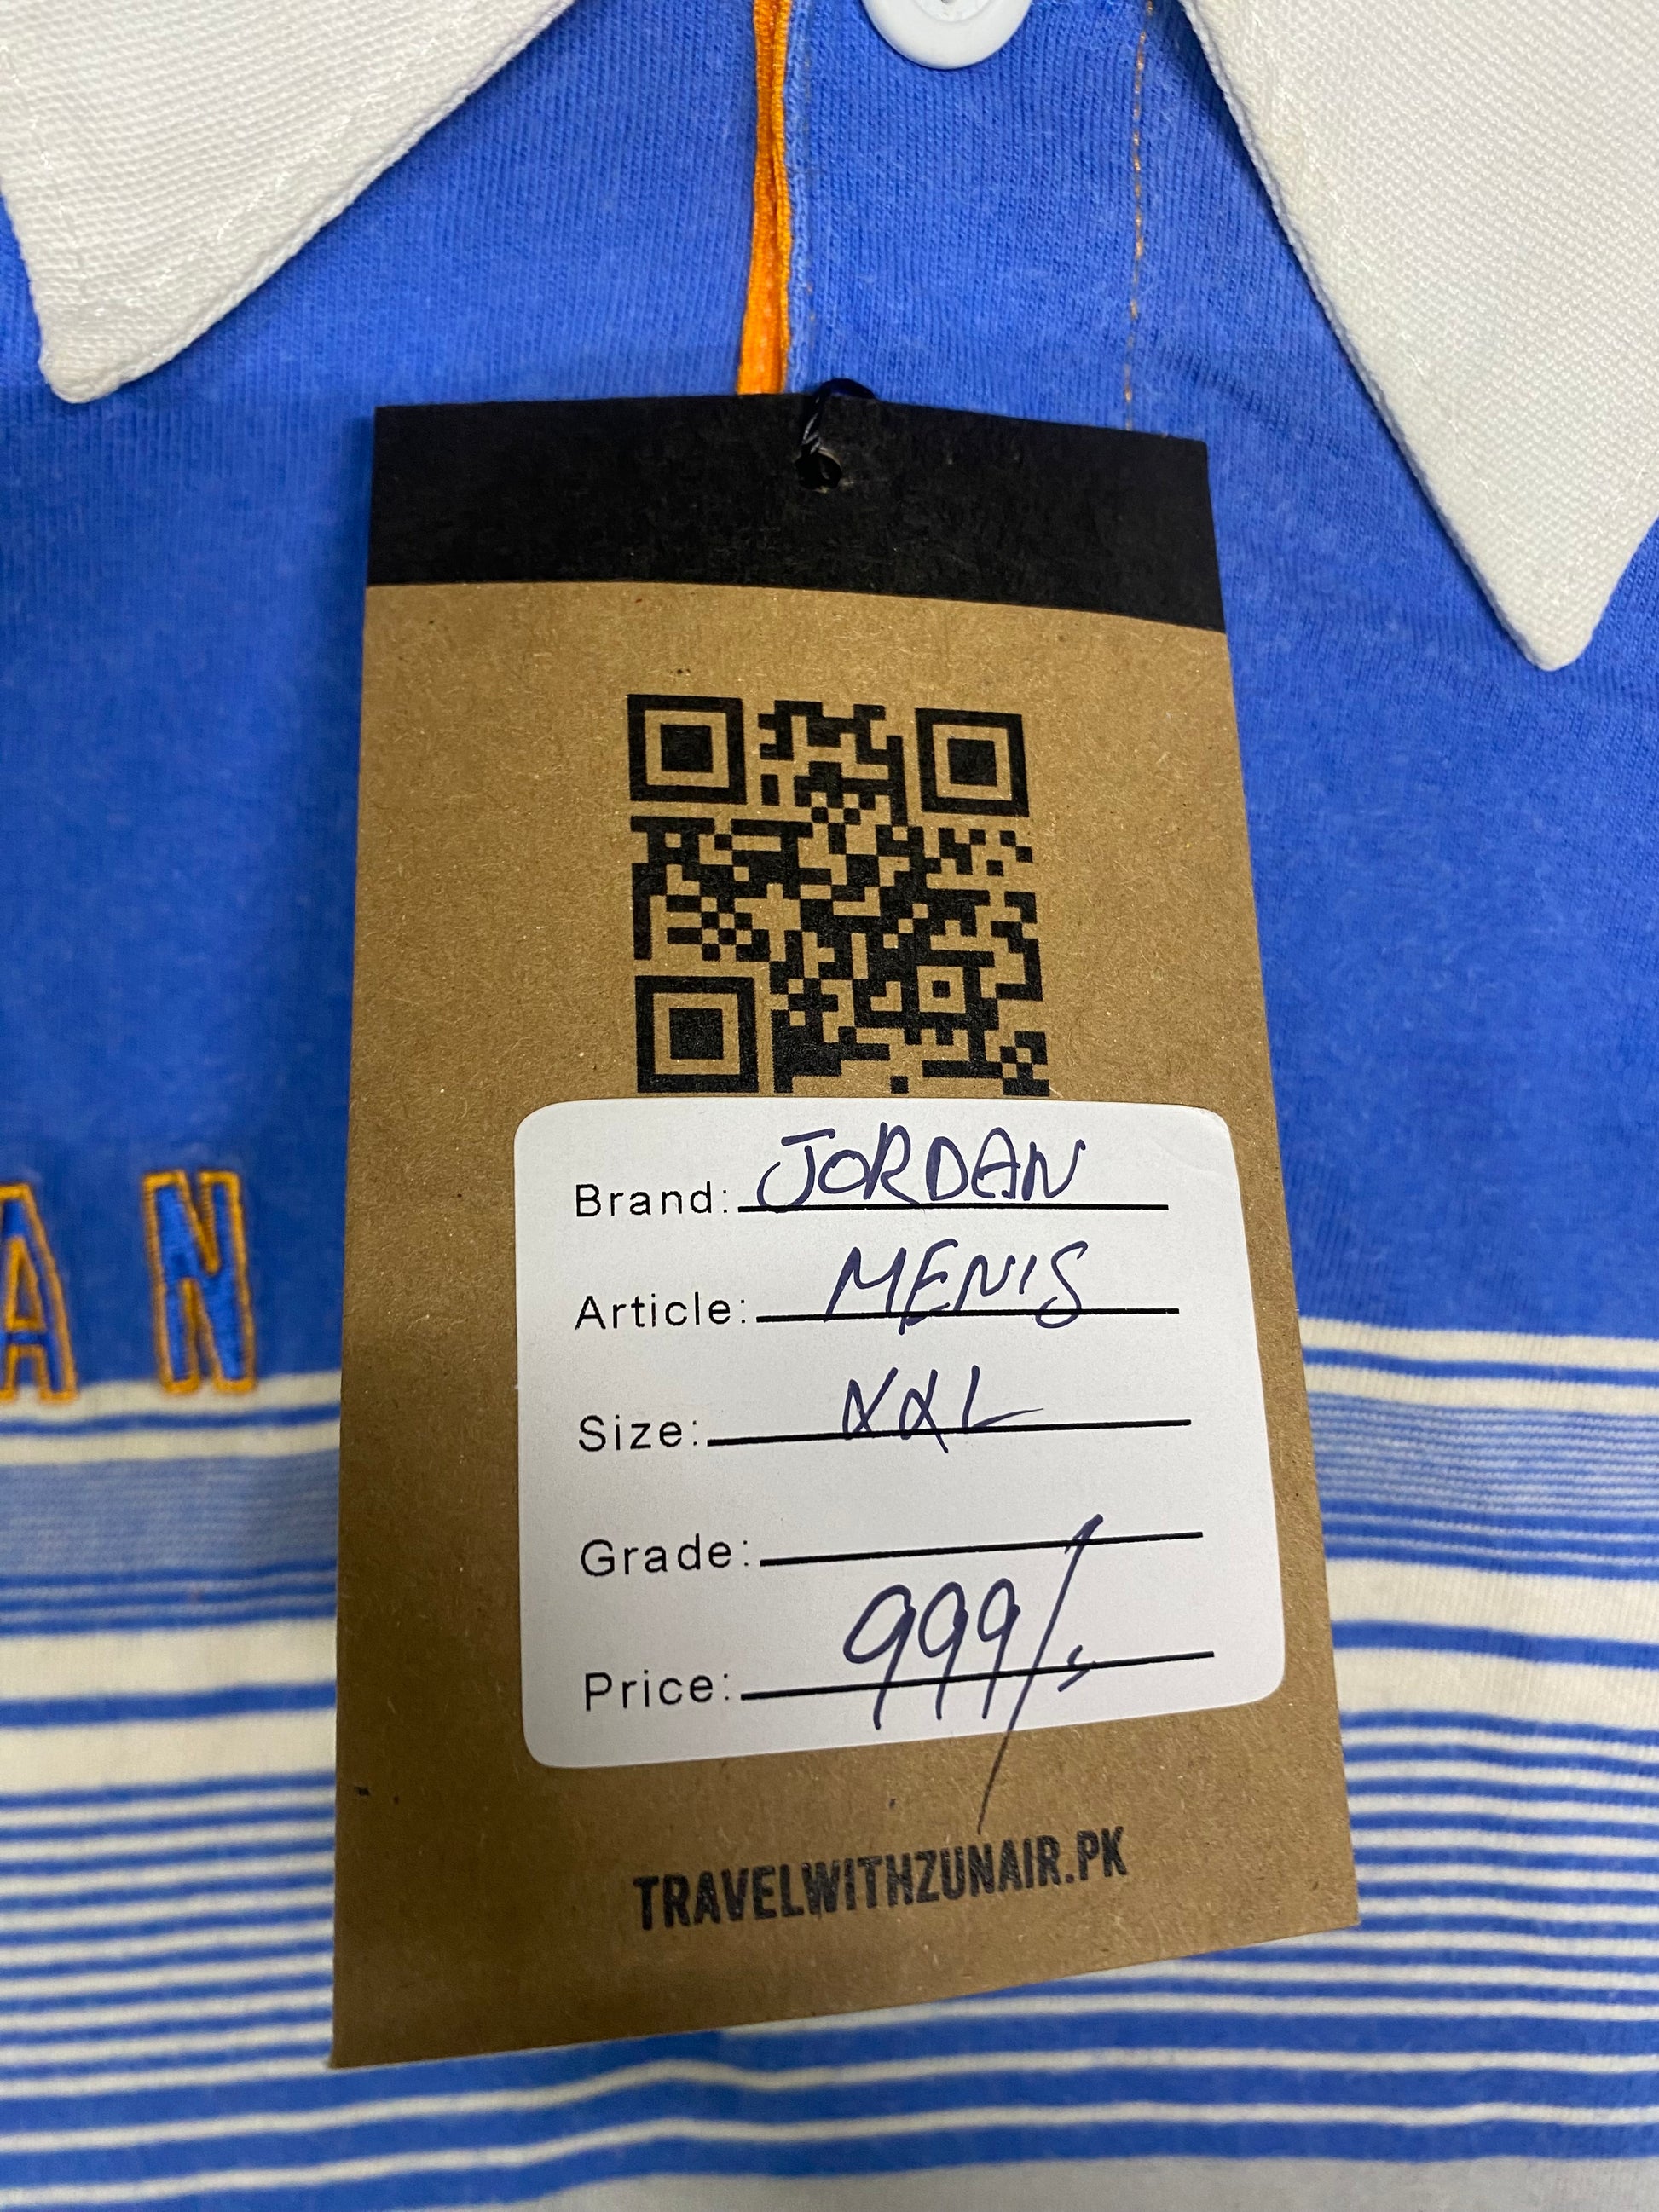 AN
Brand: JORDAN
Article: MEN'S
Size: XXL
Grade:
Price: 999/-
TRAVELWITHZUNAIR.PK